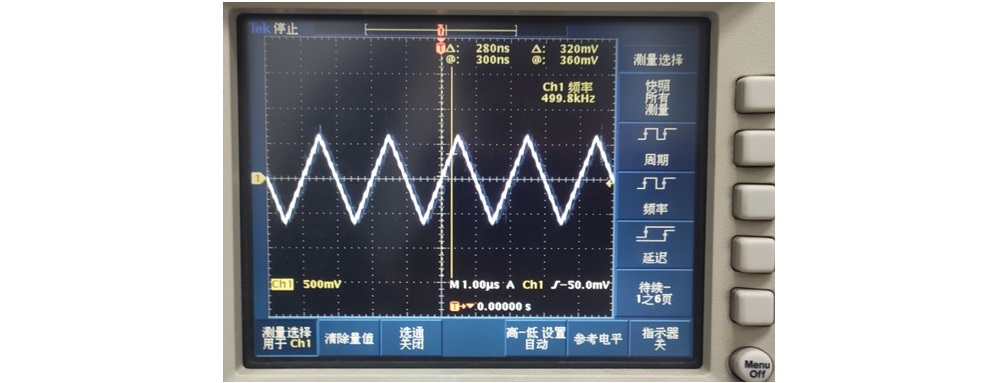 Tek 停止
Δ: 280ns Δ: 320mV
@: 300ns @: 360mV
Ch1 频率
499.8kHz
1
Ch1 500mV M 1.00μs A Ch1 -50.0mV
T 0.00000 s
测量选择
快照
所有
测量
周期
频率
延迟
待续-
1之6页
测量选择
用于 Ch1
清除量值
选通
关闭
高-低 设置
自动
参考电平
指示器
关
Menu
Off